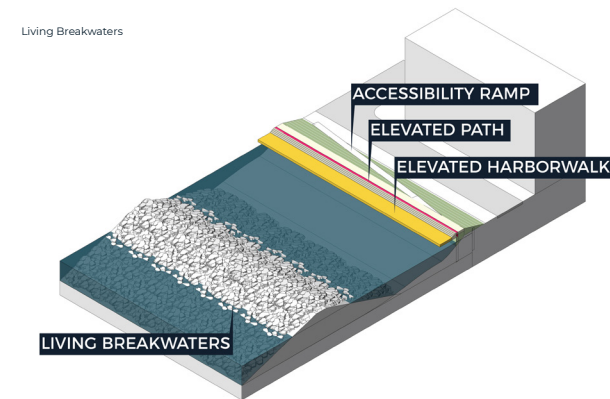 Living Breakwaters
ACCESSIBILITY RAMP
ELEVATED PATH
ELEVATED HARBORWALK
LIVING BREAKWATERS